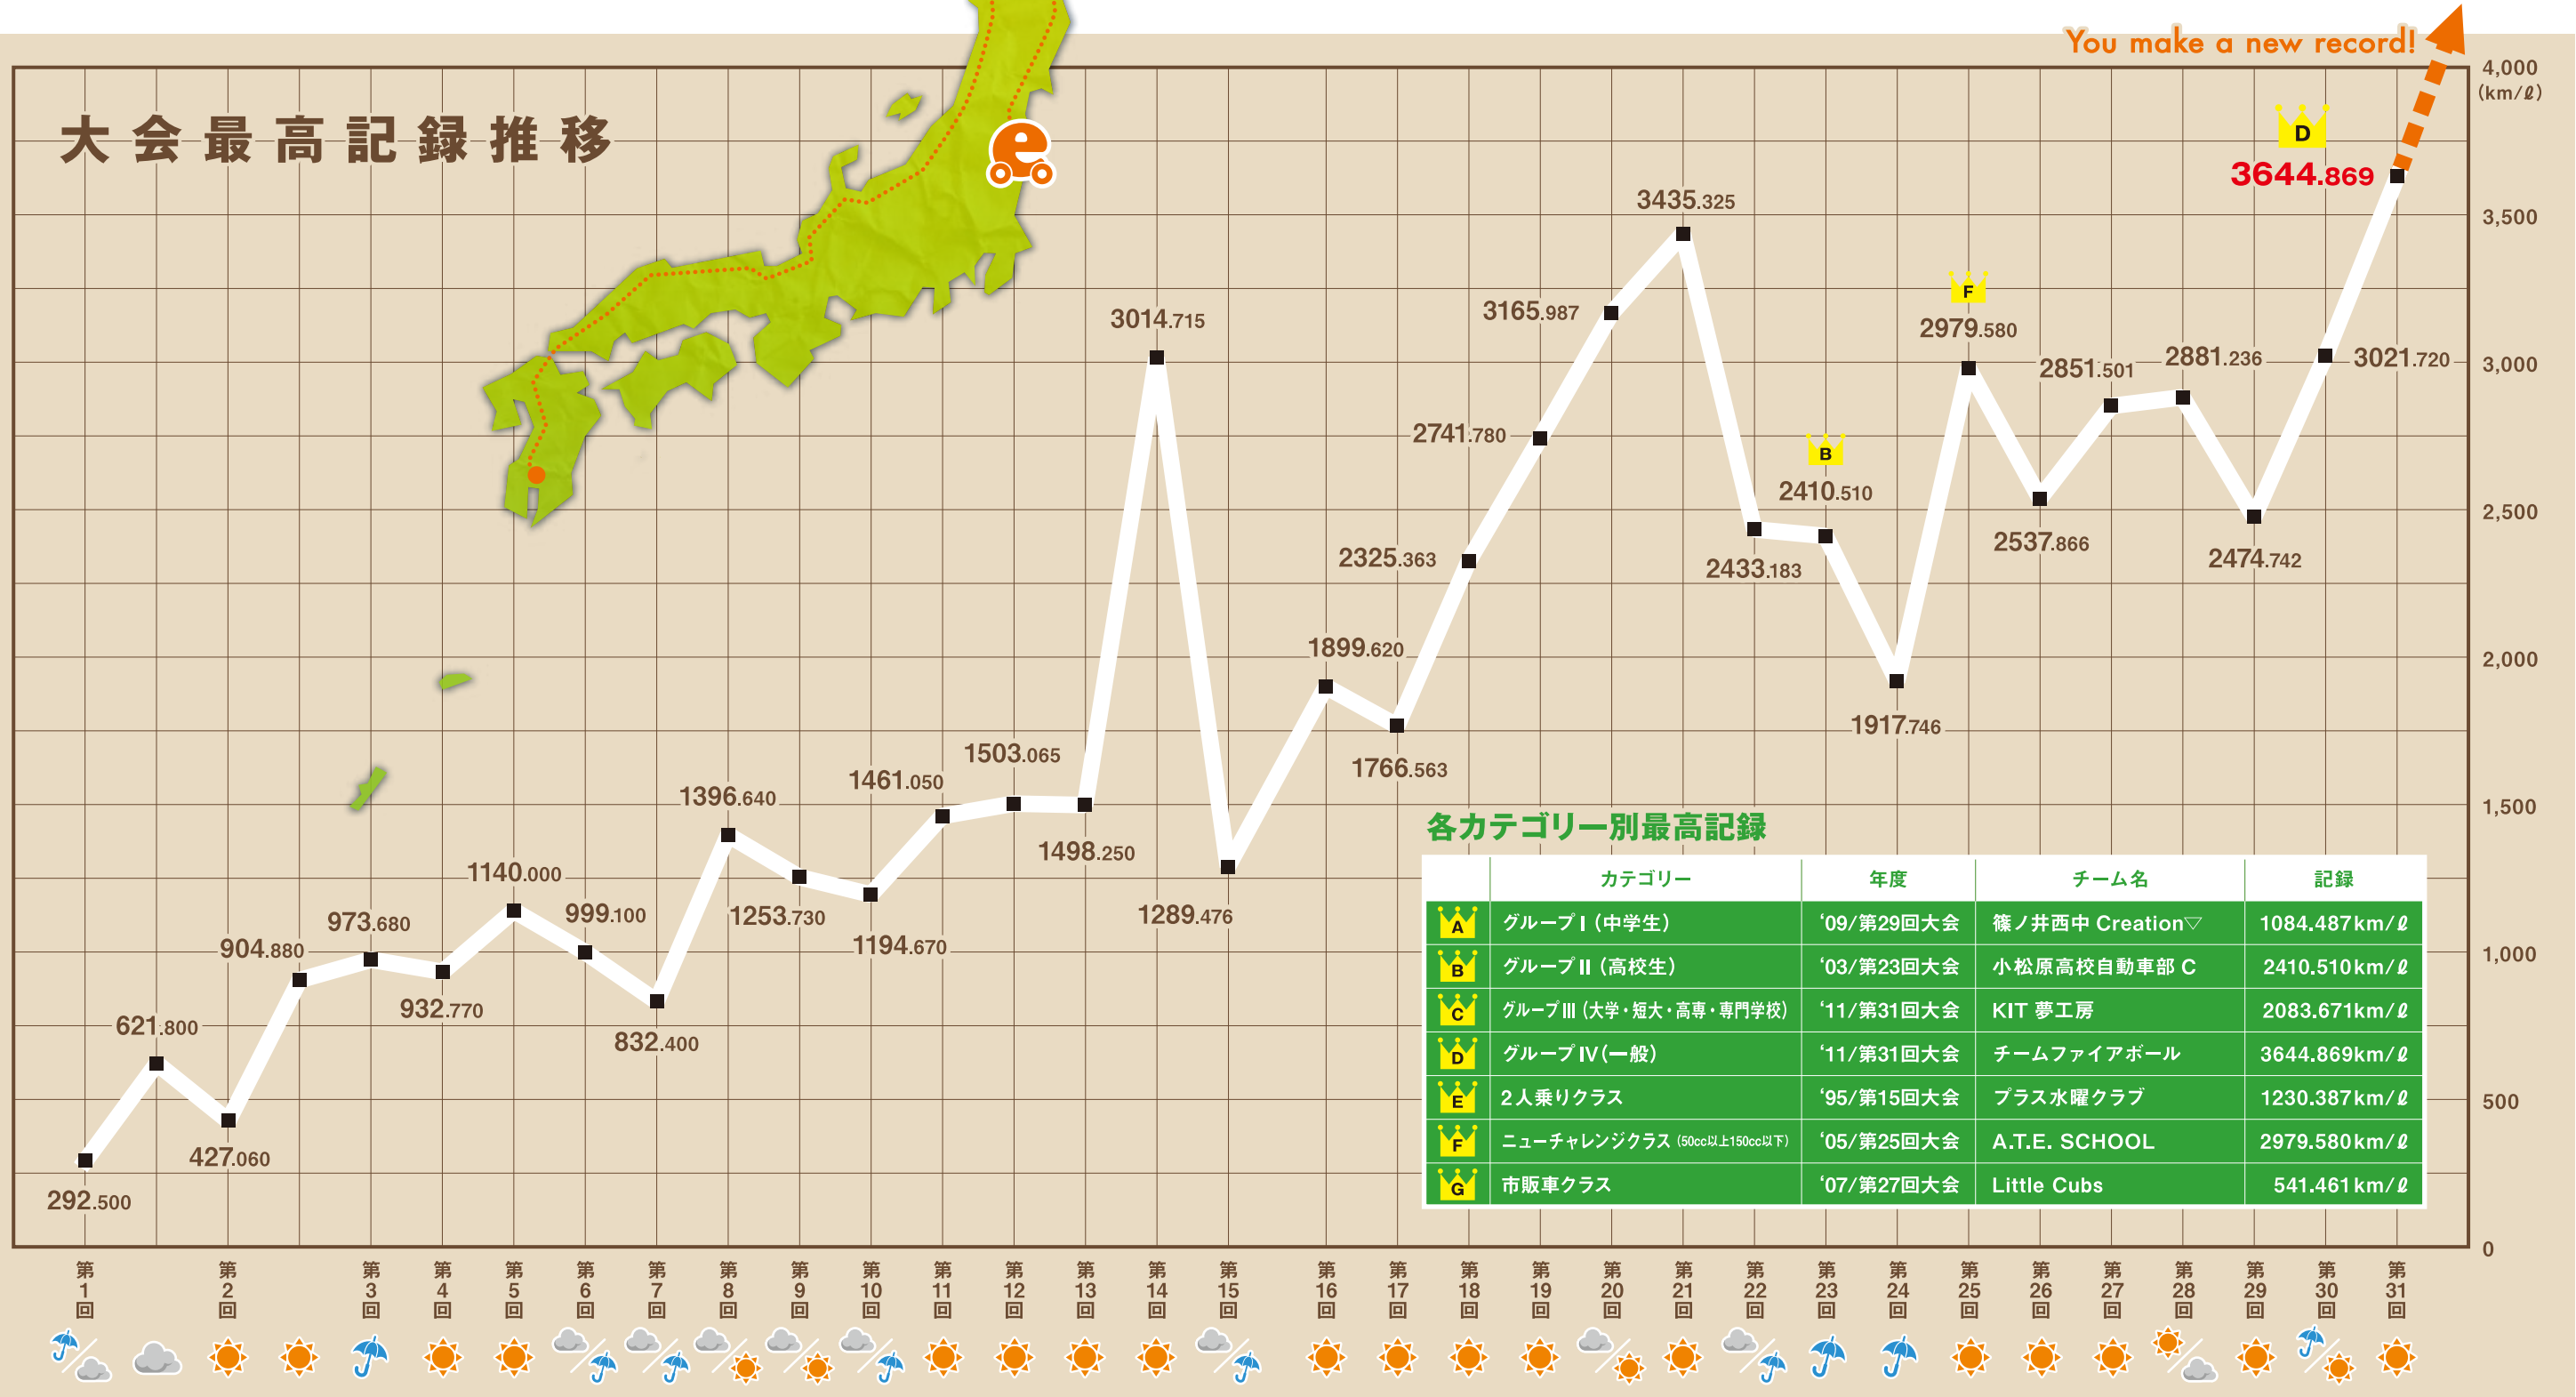 You make a new record!
大会最高記録推移
4,000
(km/ℓ)
3,500
3,000
2,500
2,000
1,500
1,000
500
0
e
292.500
621.800
427.060
904.880
973.680
932.770
1140.000
999.100
832.400
1396.640
1253.730
1194.670
1461.050
1503.065
1498.250
3014.715
1289.476
1899.620
1766.563
2325.363
2741.780
3165.987
3435.325
2433.183
B
2410.510
1917.746
F
2979.580
2537.866
2851.501
2881.236
2474.742
3021.720
D
3644.869
各カテゴリー別最高記録
カテゴリー 年度 チーム名 記録
A グループⅠ（中学生） ‘09/第29回大会 篠ノ井西中 Creation▽ 1084.487km/ℓ
B グループⅡ（高校生） ‘03/第23回大会 小松原高校自動車部 C 2410.510km/ℓ
C グループⅢ（大学・短大・高専・専門学校） ‘11/第31回大会 KIT 夢工房 2083.671km/ℓ
D グループⅣ（一般） ‘11/第31回大会 チームファイアボール 3644.869km/ℓ
E 2人乗りクラス ‘95/第15回大会 プラス水曜クラブ 1230.387km/ℓ
F ニューチャレンジクラス（50cc以上150cc以下） ‘05/第25回大会 A.T.E. SCHOOL 2979.580km/ℓ
G 市販車クラス ‘07/第27回大会 Little Cubs 541.461km/ℓ
第1回
第2回
第3回
第4回
第5回
第6回
第7回
第8回
第9回
第10回
第11回
第12回
第13回
第14回
第15回
第16回
第17回
第18回
第19回
第20回
第21回
第22回
第23回
第24回
第25回
第26回
第27回
第28回
第29回
第30回
第31回